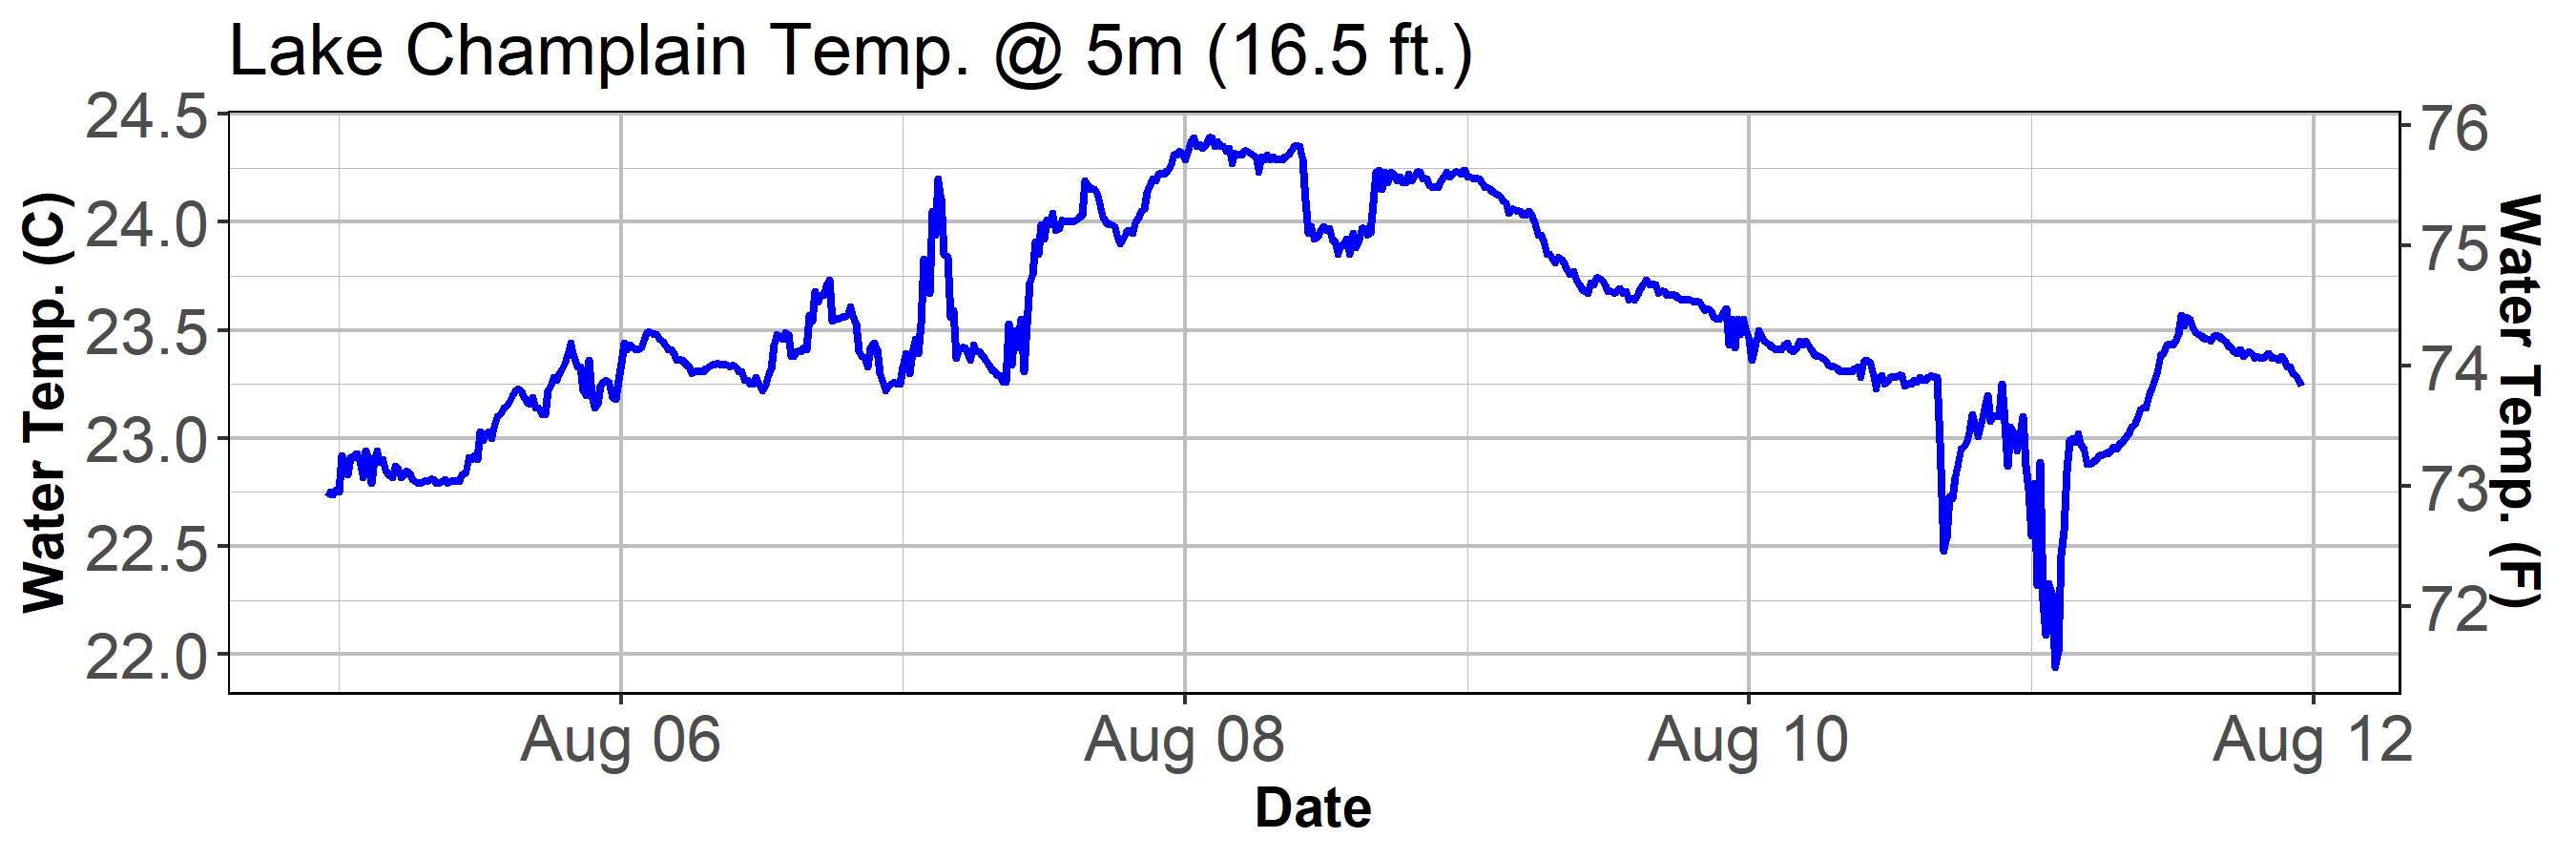 Lake Champlain Temp. @ 5m (16.5 ft.)
Water Temp. (C)
24.5
24.0
23.5
23.0
22.5
22.0
76
75
74
73
72
Water Temp. (F)
Aug 06 Aug 08 Aug 10 Aug 12
Date